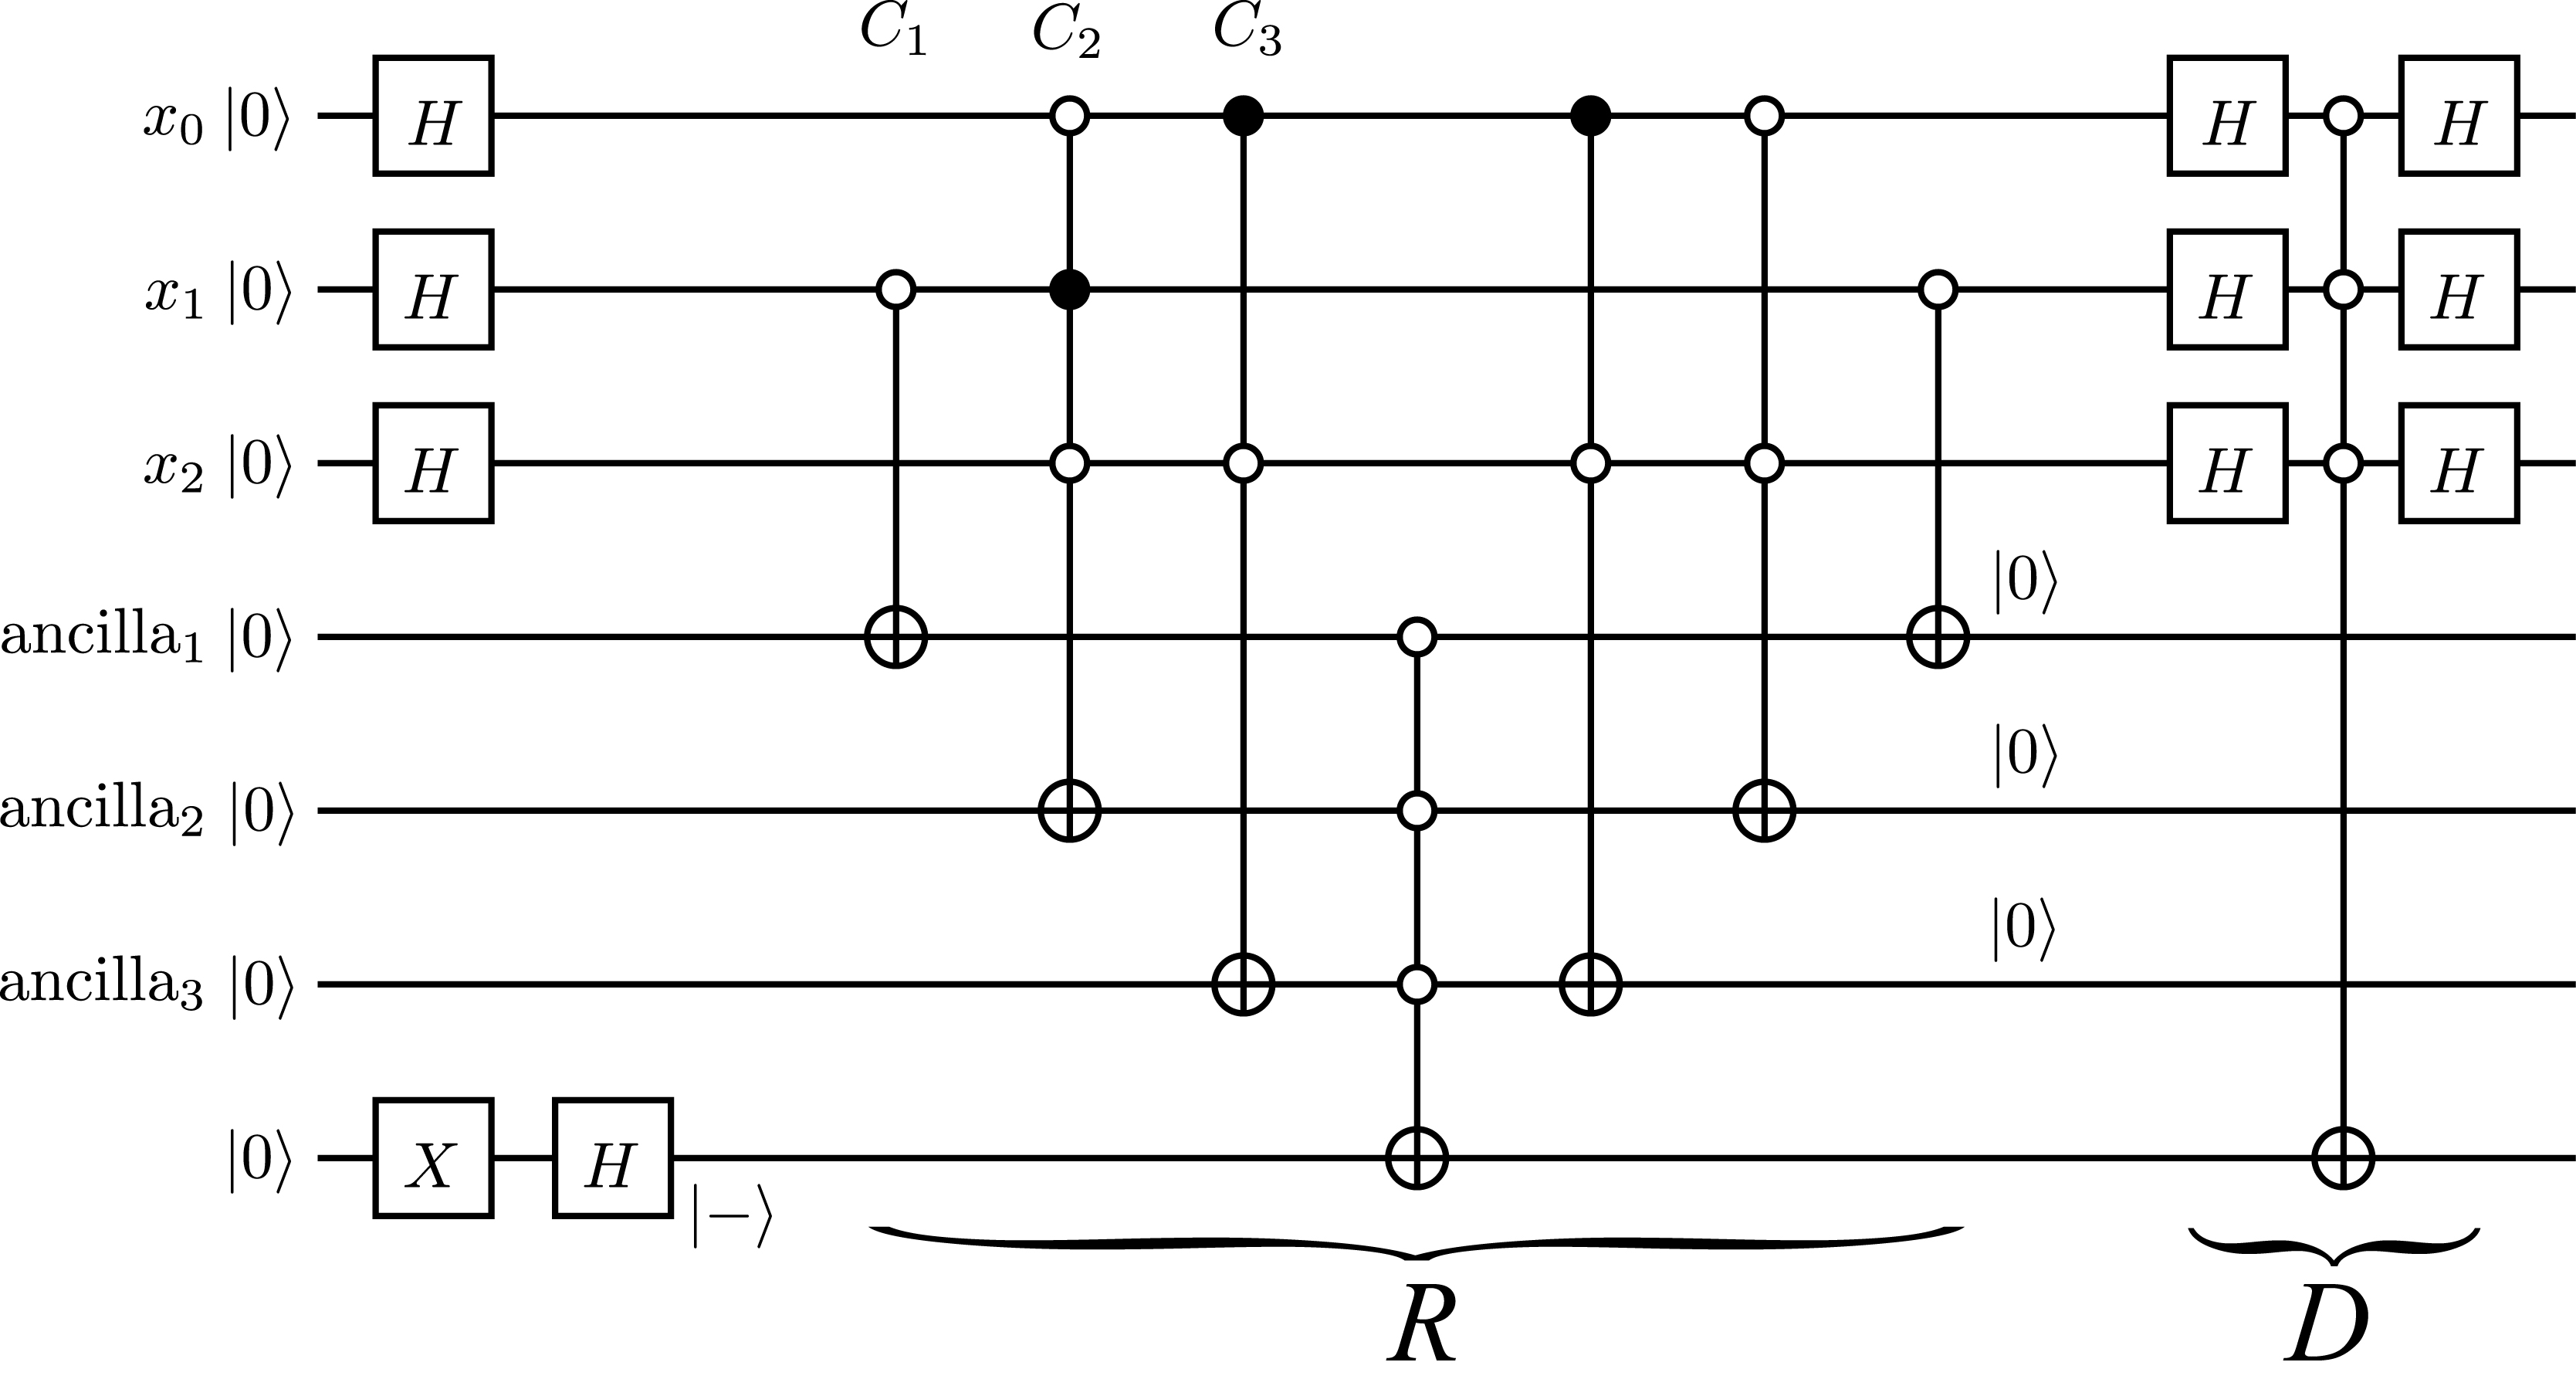 C₁ C₂ C₃
x₀ |0⟩ H H H
x₁ |0⟩ H H H
x₂ |0⟩ H H H
|0⟩
ancilla₁ |0⟩
|0⟩
ancilla₂ |0⟩
|0⟩
ancilla₃ |0⟩
|0⟩ X H |−⟩
R D